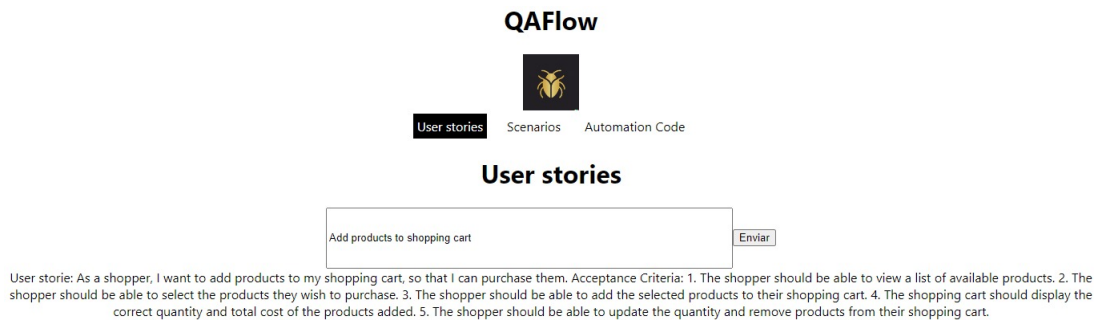 QAFlow
User stories Scenarios Automation Code
User stories
Add products to shopping cart Enviar
User storie: As a shopper, I want to add products to my shopping cart, so that I can purchase them. Acceptance Criteria: 1. The shopper should be able to view a list of available products. 2. The
shopper should be able to select the products they wish to purchase. 3. The shopper should be able to add the selected products to their shopping cart. 4. The shopping cart should display the
correct quantity and total cost of the products added. 5. The shopper should be able to update the quantity and remove products from their shopping cart.